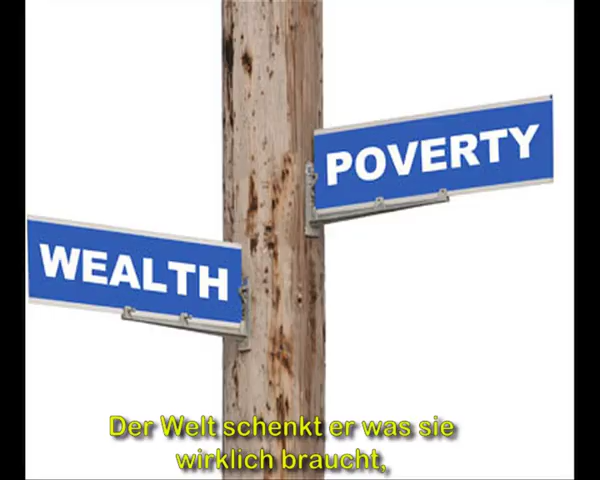 POVERTY
WEALTH
Der Welt schenkt er was sie
wirklich braucht,